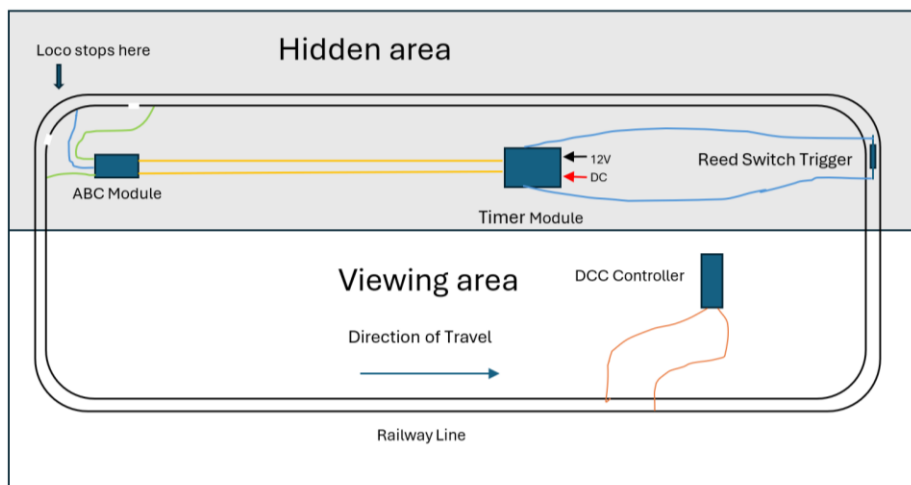 Hidden area
Loco stops here
12V
DC
Reed Switch Trigger
ABC Module
Timer Module
Viewing area
DCC Controller
Direction of Travel
Railway Line